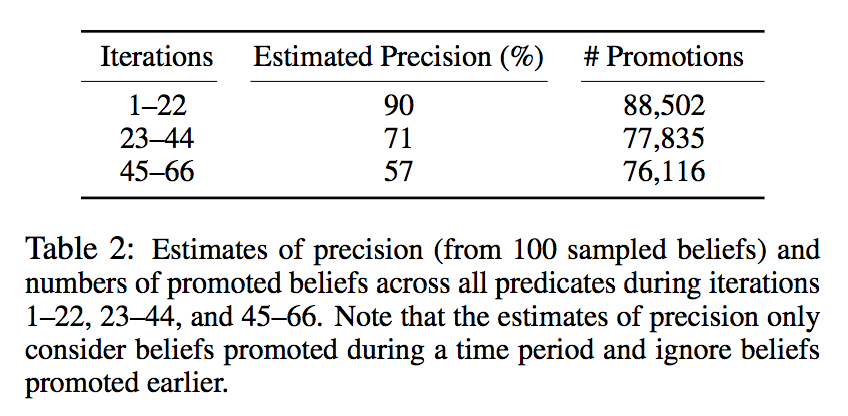 Iterations Estimated Precision (%) # Promotions
1–22 90 88,502
23–44 71 77,835
45–66 57 76,116
Table 2: Estimates of precision (from 100 sampled beliefs) and
numbers of promoted beliefs across all predicates during iterations
1–22, 23–44, and 45–66. Note that the estimates of precision only
consider beliefs promoted during a time period and ignore beliefs
promoted earlier.